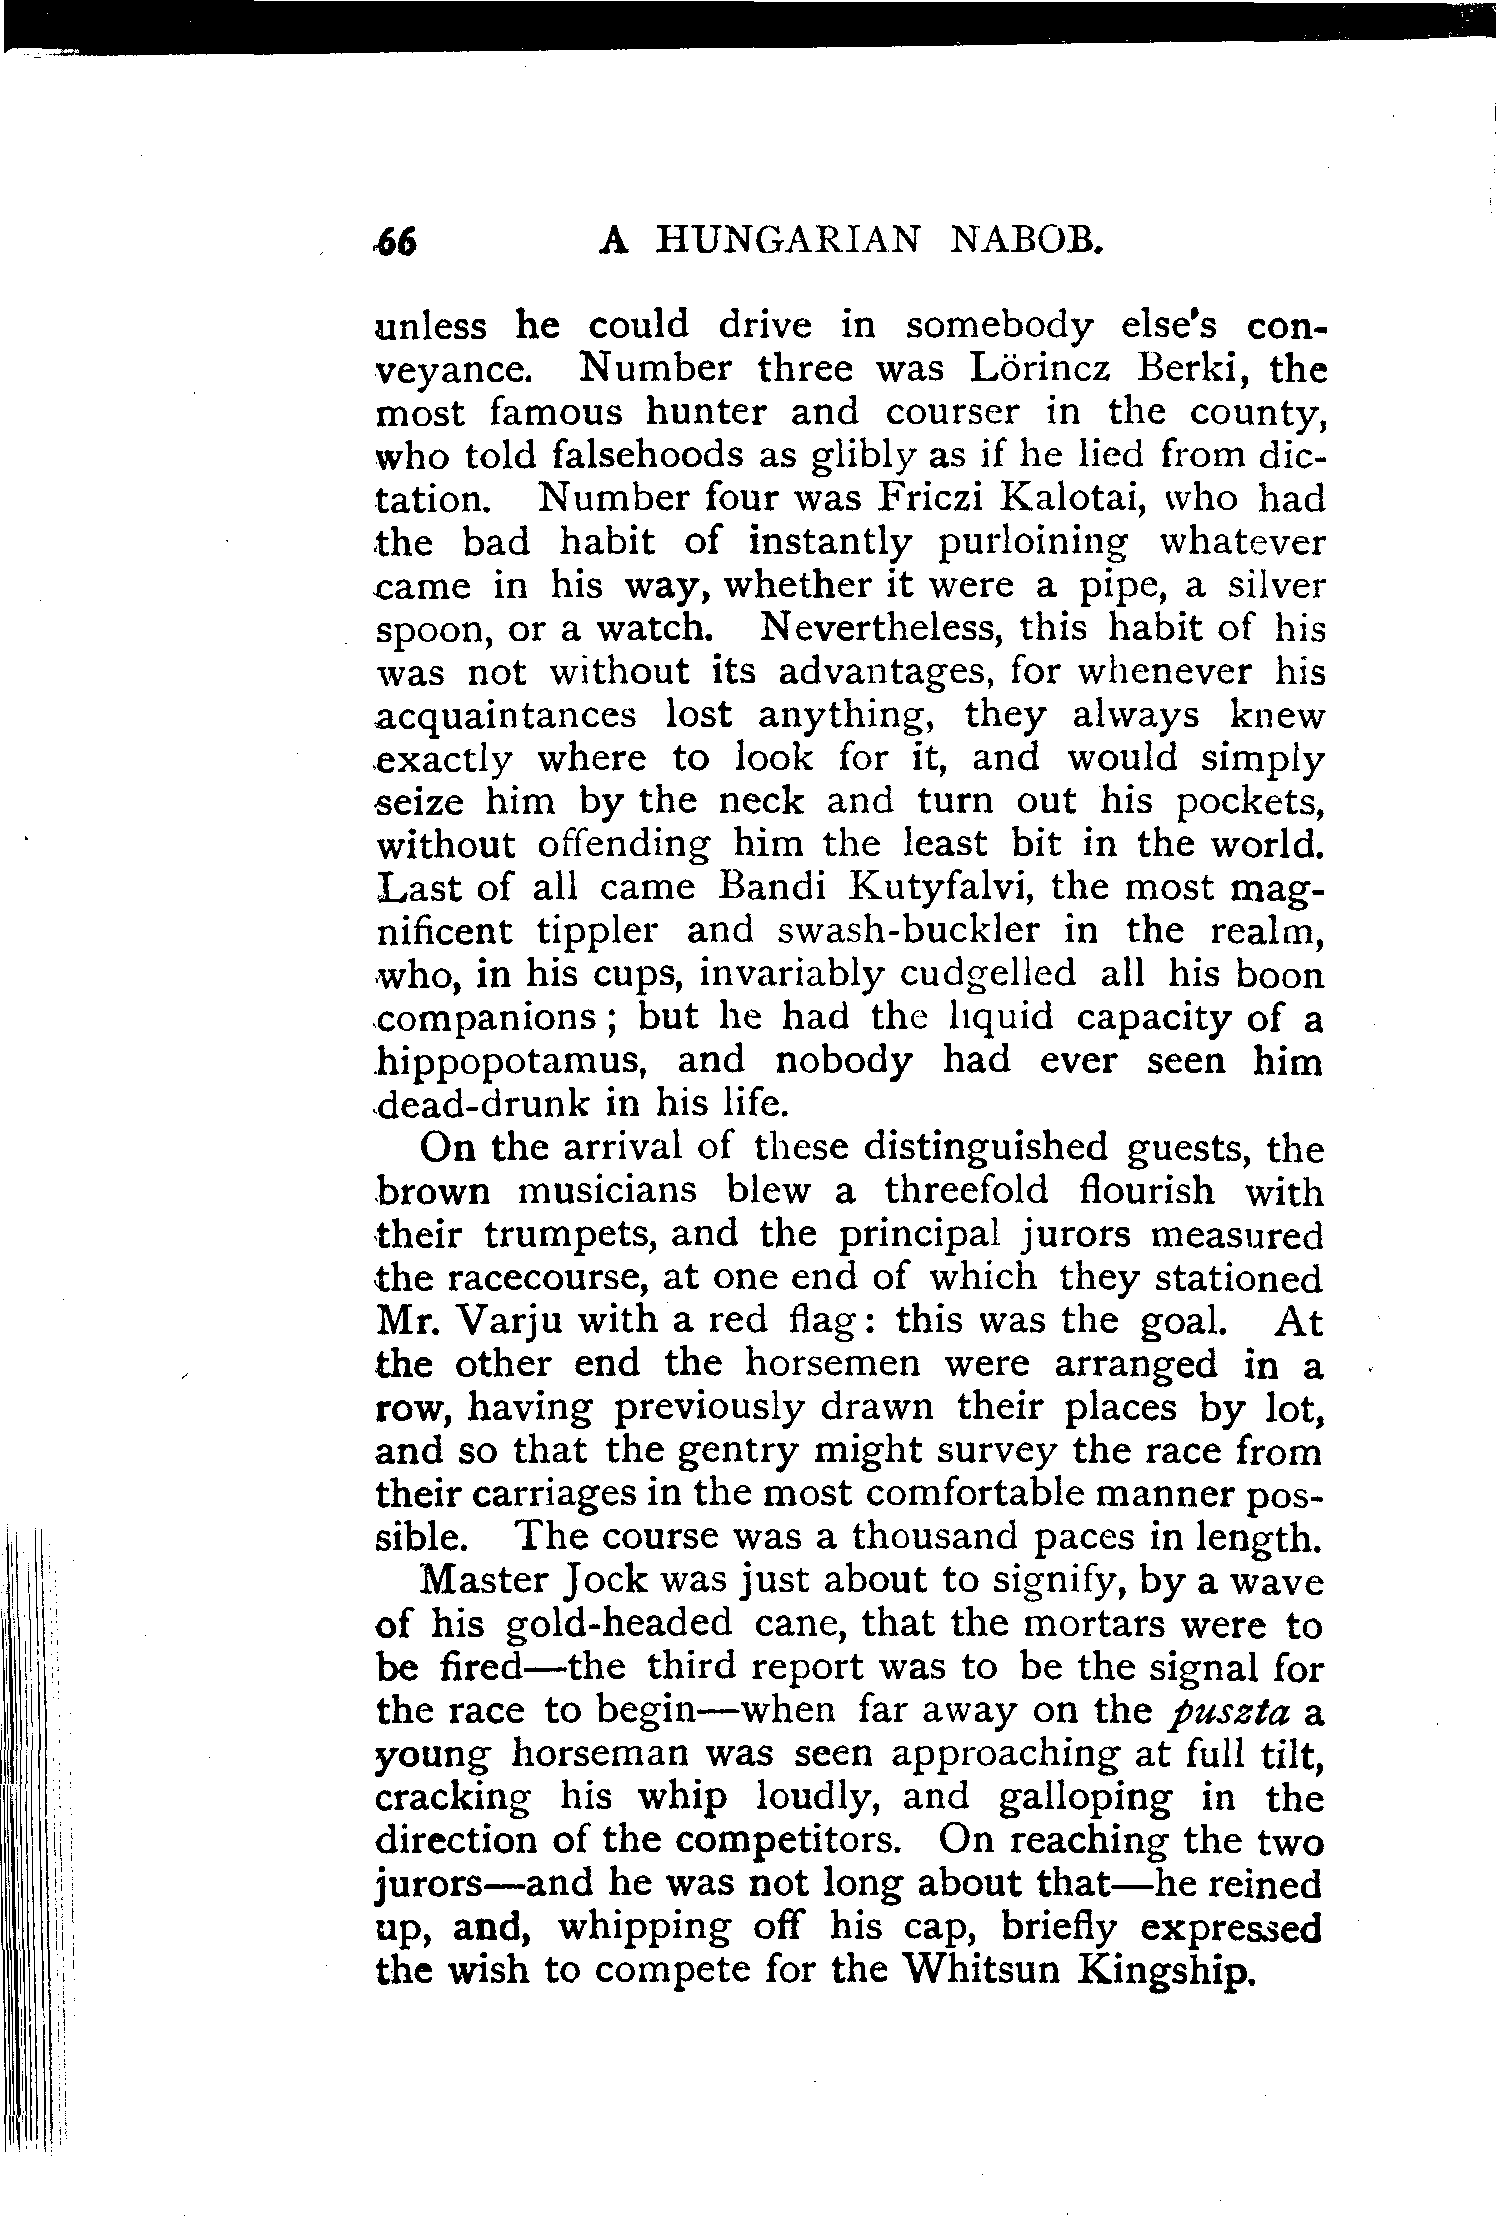 66 A HUNGARIAN NABOB.
unless he could drive in somebody else's con-
veyance. Number three was Lörincz Berki, the
most famous hunter and courser in the county,
who told falsehoods as glibly as if he lied from dic-
tation. Number four was Friczi Kalotai, who had
the bad habit of instantly purloining whatever
came in his way, whether it were a pipe, a silver
spoon, or a watch. Nevertheless, this habit of his
was not without its advantages, for whenever his
acquaintances lost anything, they always knew
exactly where to look for it, and would simply
seize him by the neck and turn out his pockets,
without offending him the least bit in the world.
Last of all came Bandi Kutyfalvi, the most mag-
nificent tippler and swash-buckler in the realm,
who, in his cups, invariably cudgelled all his boon
companions; but he had the liquid capacity of a
hippopotamus, and nobody had ever seen him
dead-drunk in his life.
On the arrival of these distinguished guests, the
brown musicians blew a threefold flourish with
their trumpets, and the principal jurors measured
the racecourse, at one end of which they stationed
Mr. Varju with a red flag: this was the goal. At
the other end the horsemen were arranged in a
row, having previously drawn their places by lot,
and so that the gentry might survey the race from
their carriages in the most comfortable manner pos-
sible. The course was a thousand paces in length.
Master Jock was just about to signify, by a wave
of his gold-headed cane, that the mortars were to
be fired—the third report was to be the signal for
the race to begin—when far away on the puszta a
young horseman was seen approaching at full tilt,
cracking his whip loudly, and galloping in the
direction of the competitors. On reaching the two
jurors—and he was not long about that—he reined
up, and, whipping off his cap, briefly expressed
the wish to compete for the Whitsun Kingship.